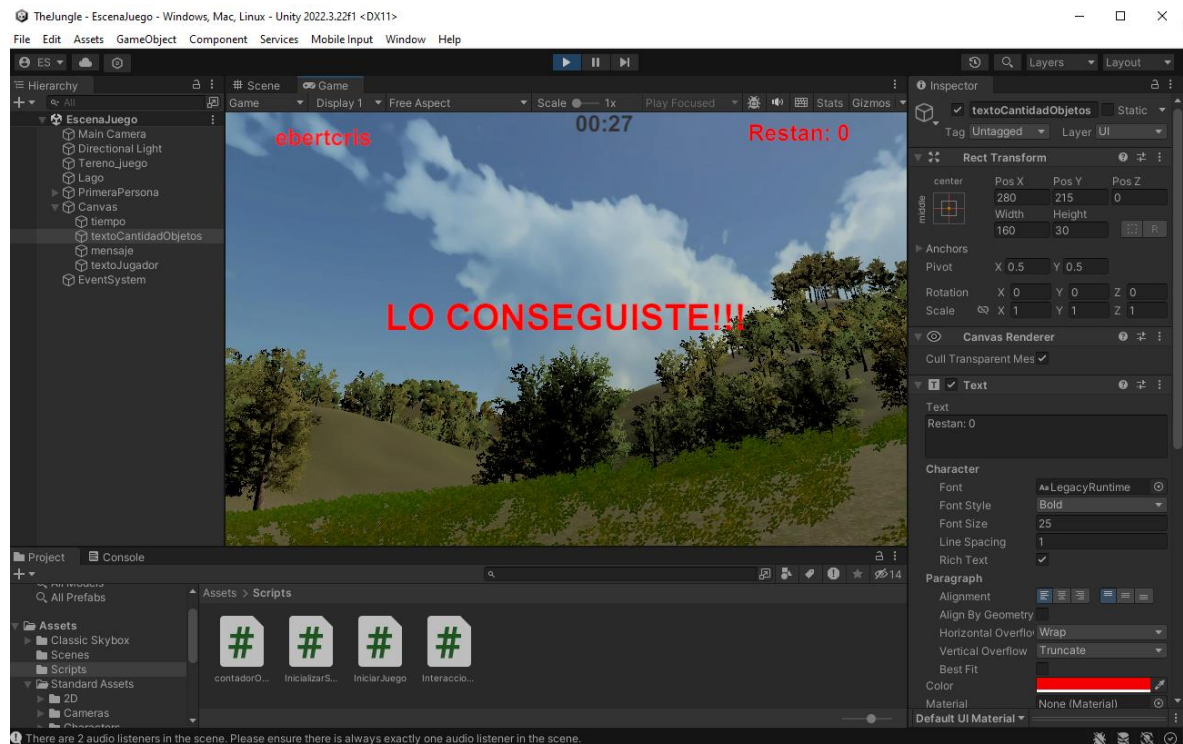 TheJungle - EscenaJuego - Windows, Mac, Linux - Unity 2022.3.22f1 <DX11>
File Edit Assets GameObject Component Services Mobile Input Window Help
ES
Layers Layout
Hierarchy
All
EscenaJuego
Main Camera
Directional Light
Tereno_juego
Lago
PrimeraPersona
Canvas
tiempo
textoCantidadObjetos
mensaje
textoJugador
EventSystem
Scene Game
Game Display 1 Free Aspect Scale 1x Play Focused Stats Gizmos
ebertcris
00:27
Restan: 0
LO CONSEGUISTE!!!
Inspector
textoCantidadObjetos Static
Tag Untagged Layer UI
Rect Transform
center Pos X Pos Y Pos Z
middle 280 215 0
Width Height
160 30
R
Anchors
Pivot X 0.5 Y 0.5
Rotation X 0 Y 0 Z 0
Scale X 1 Y 1 Z 1
Canvas Renderer
Cull Transparent Mes
Text
Text
Restan: 0
Character
Font Aa LegacyRuntime
Font Style Bold
Font Size 25
Line Spacing 1
Rich Text
Paragraph
Alignment
Align By Geometry
Horizontal Overflo Wrap
Vertical Overflow Truncate
Best Fit
Color
Material None (Material)
Default UI Material
Project Console
14
All Prefabs
Assets
Classic Skybox
Scenes
Scripts
Standard Assets
2D
Cameras
Assets > Scripts
contadorO... InicializarS... IniciarJuego Interaccio...
There are 2 audio listeners in the scene. Please ensure there is always exactly one audio listener in the scene.